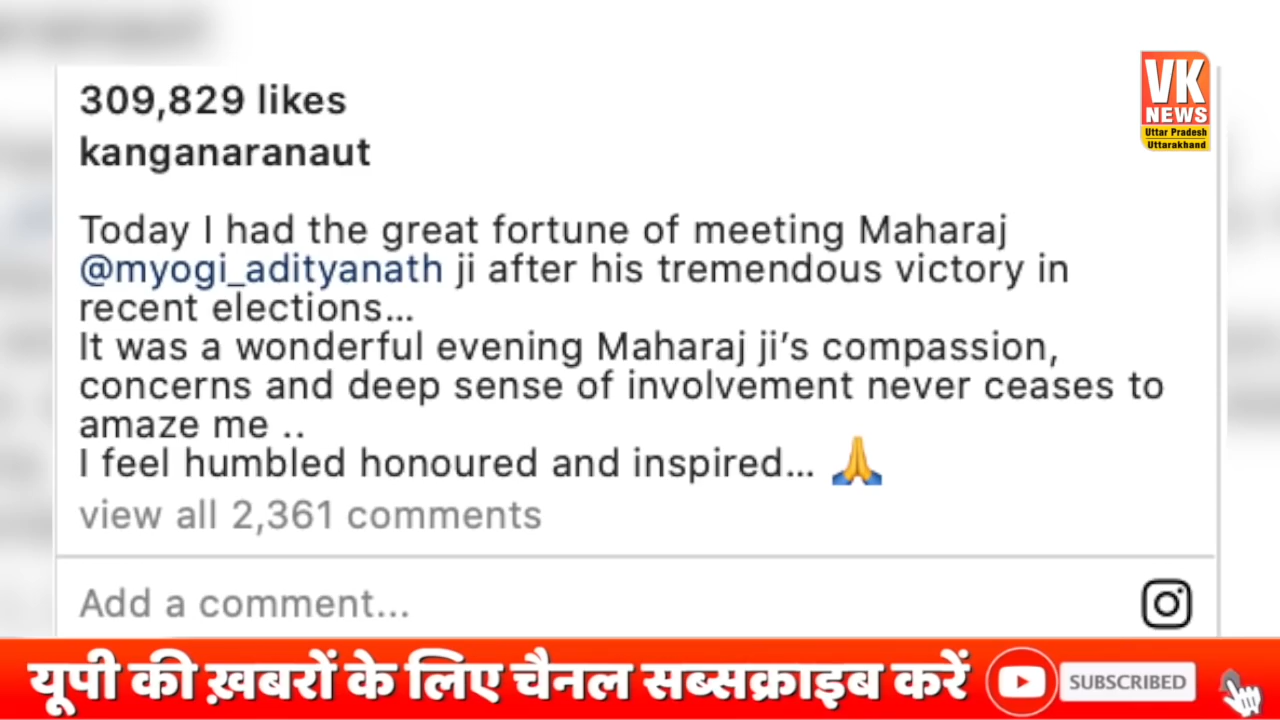 309,829 likes
kanganaranaut
Today I had the great fortune of meeting Maharaj
@myogi_adityanath ji after his tremendous victory in
recent elections...
It was a wonderful evening Maharaj ji's compassion,
concerns and deep sense of involvement never ceases to
amaze me ..
I feel humbled honoured and inspired... 🙏
view all 2,361 comments
Add a comment...
VK
NEWS
Uttar Pradesh
Uttarakhand
यूपी की ख़बरों के लिए चैनल सब्सक्राइब करें
SUBSCRIBED